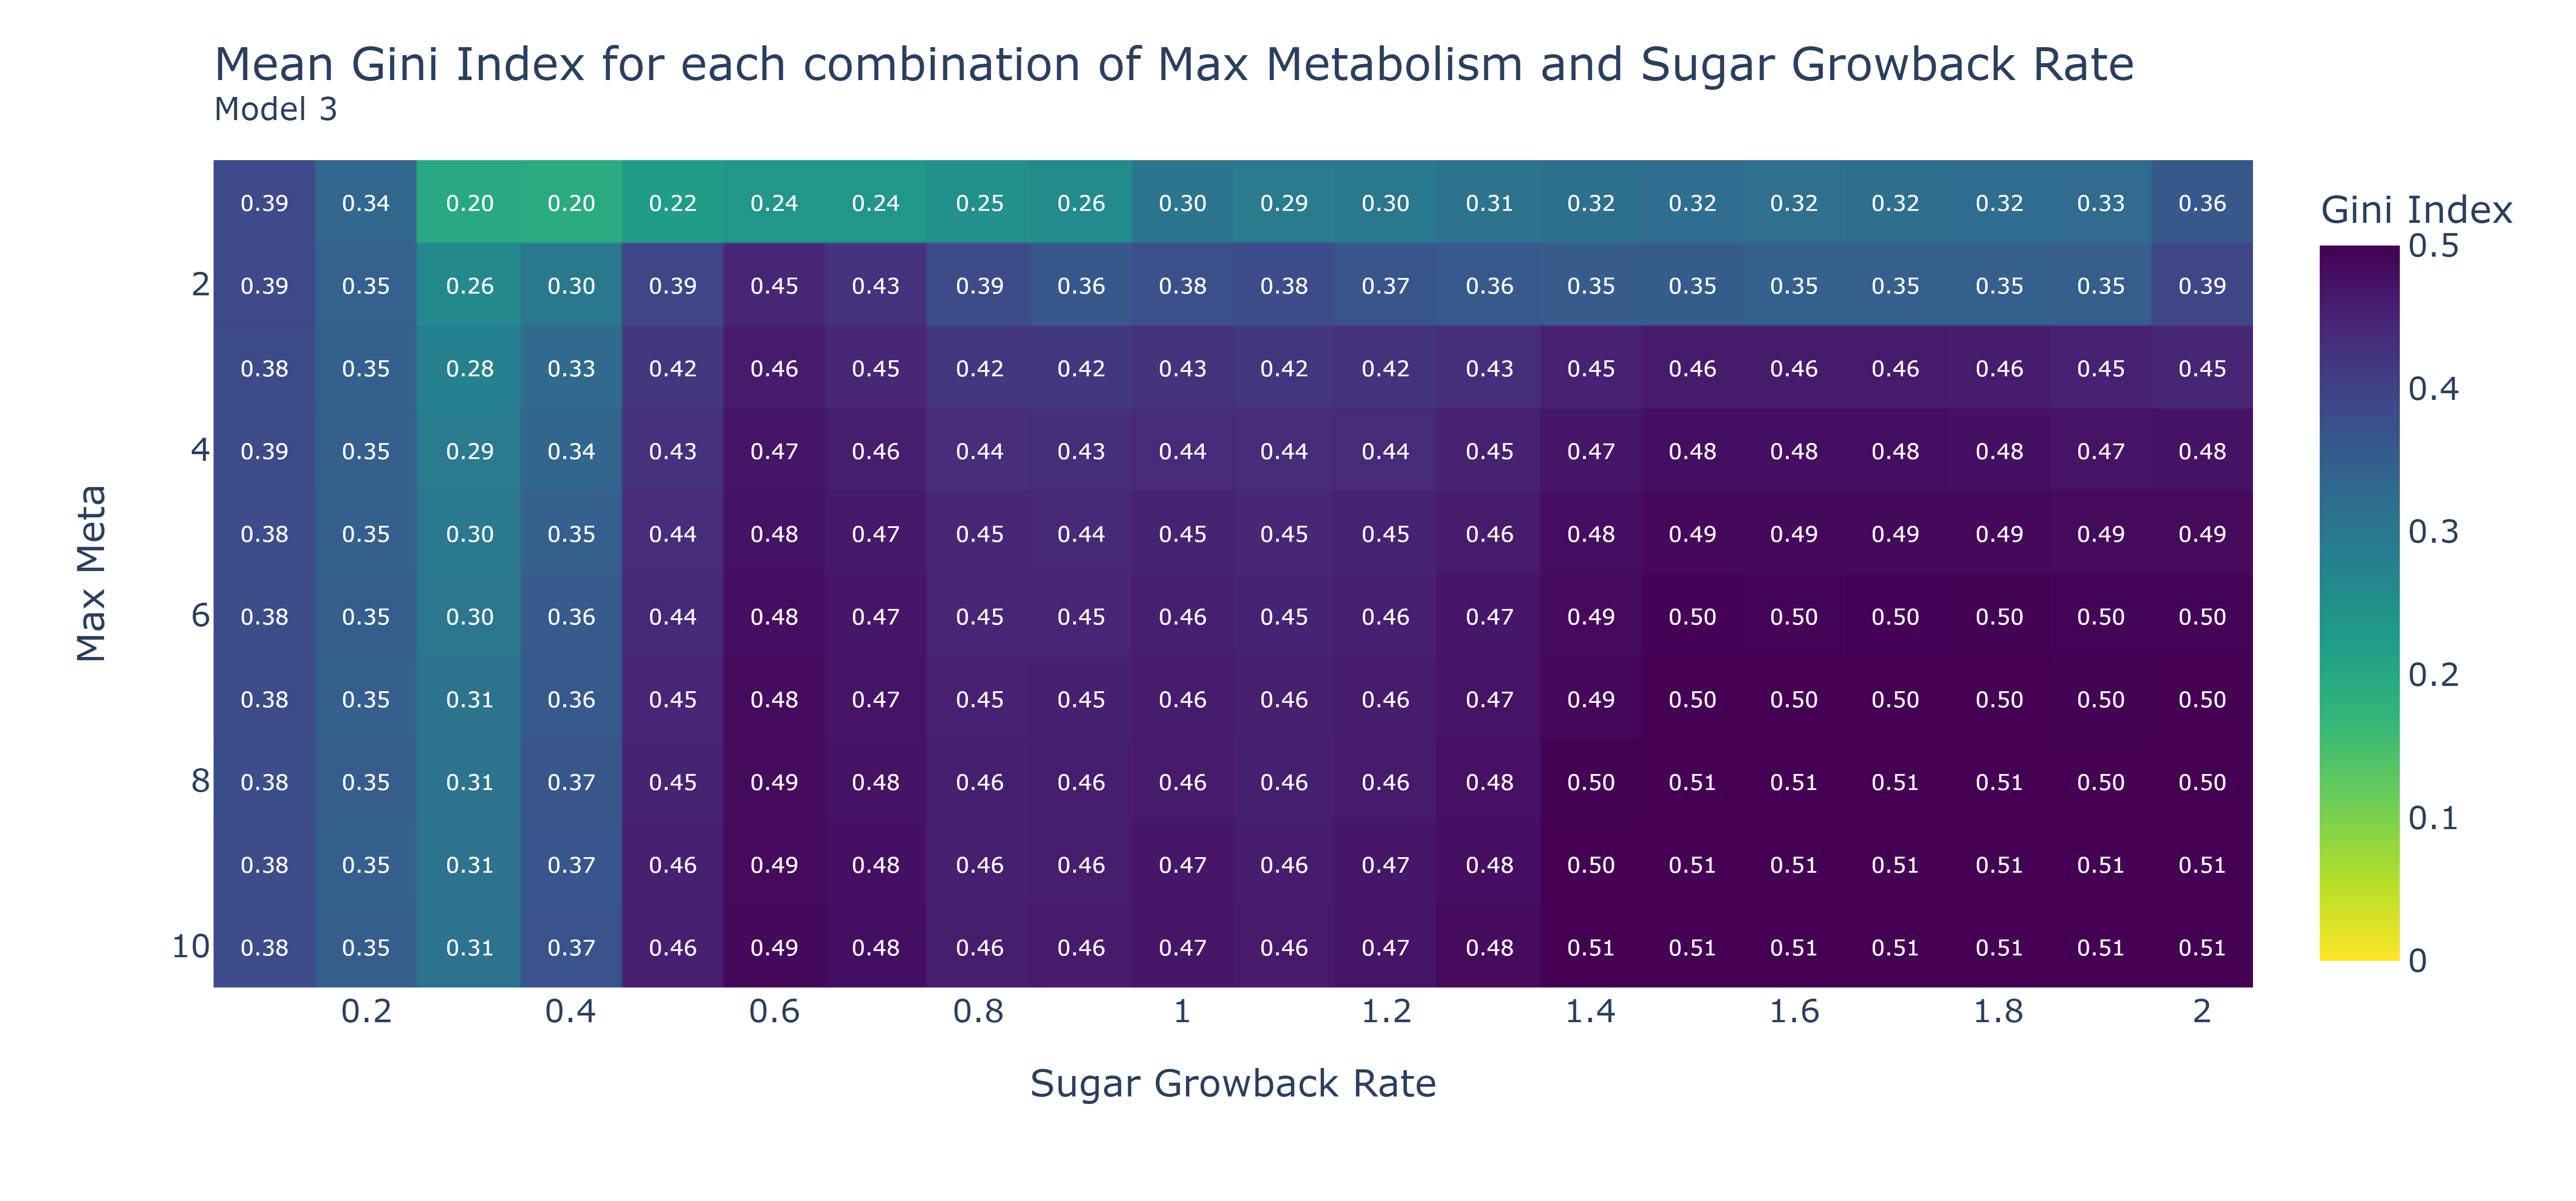 Mean Gini Index for each combination of Max Metabolism and Sugar Growback Rate
Model 3
Gini Index
0.39 0.34 0.20 0.20 0.22 0.24 0.24 0.25 0.26 0.30 0.29 0.30 0.31 0.32 0.32 0.32 0.32 0.32 0.33 0.36
2 0.39 0.35 0.26 0.30 0.39 0.45 0.43 0.39 0.36 0.38 0.38 0.37 0.36 0.35 0.35 0.35 0.35 0.35 0.35 0.39
0.38 0.35 0.28 0.33 0.42 0.46 0.45 0.42 0.42 0.43 0.42 0.42 0.43 0.45 0.46 0.46 0.46 0.46 0.45 0.45
4 0.39 0.35 0.29 0.34 0.43 0.47 0.46 0.44 0.43 0.44 0.44 0.44 0.45 0.47 0.48 0.48 0.48 0.48 0.47 0.48
0.38 0.35 0.30 0.35 0.44 0.48 0.47 0.45 0.44 0.45 0.45 0.45 0.46 0.48 0.49 0.49 0.49 0.49 0.49 0.49
6 0.38 0.35 0.30 0.36 0.44 0.48 0.47 0.45 0.45 0.46 0.45 0.46 0.47 0.49 0.50 0.50 0.50 0.50 0.50 0.50
0.38 0.35 0.31 0.36 0.45 0.48 0.47 0.45 0.45 0.46 0.46 0.46 0.47 0.49 0.50 0.50 0.50 0.50 0.50 0.50
8 0.38 0.35 0.31 0.37 0.45 0.49 0.48 0.46 0.46 0.46 0.46 0.46 0.48 0.50 0.51 0.51 0.51 0.51 0.50 0.50
0.38 0.35 0.31 0.37 0.46 0.49 0.48 0.46 0.46 0.47 0.46 0.47 0.48 0.50 0.51 0.51 0.51 0.51 0.51 0.51
10 0.38 0.35 0.31 0.37 0.46 0.49 0.48 0.46 0.46 0.47 0.46 0.47 0.48 0.51 0.51 0.51 0.51 0.51 0.51 0.51
0.2 0.4 0.6 0.8 1 1.2 1.4 1.6 1.8 2
Sugar Growback Rate
Max Meta
0.5
0.4
0.3
0.2
0.1
0